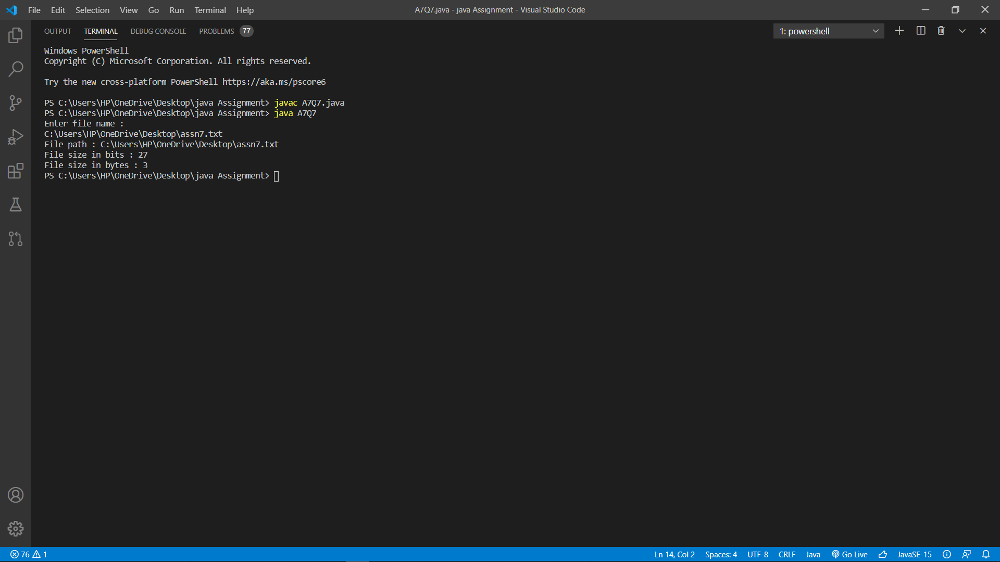 File Edit Selection View Go Run Terminal Help
A7Q7.java - java Assignment - Visual Studio Code
OUTPUT TERMINAL DEBUG CONSOLE PROBLEMS 77
1: powershell
Windows PowerShell
Copyright (C) Microsoft Corporation. All rights reserved.
Try the new cross-platform PowerShell https://aka.ms/pscore6
PS C:\Users\HP\OneDrive\Desktop\java Assignment> javac A7Q7.java
PS C:\Users\HP\OneDrive\Desktop\java Assignment> java A7Q7
Enter file name :
C:\Users\HP\OneDrive\Desktop\assn7.txt
File path : C:\Users\HP\OneDrive\Desktop\assn7.txt
File size in bits : 27
File size in bytes : 3
PS C:\Users\HP\OneDrive\Desktop\java Assignment>
76 1
Ln 14, Col 2 Spaces: 4 UTF-8 CRLF Java Go Live JavaSE-15